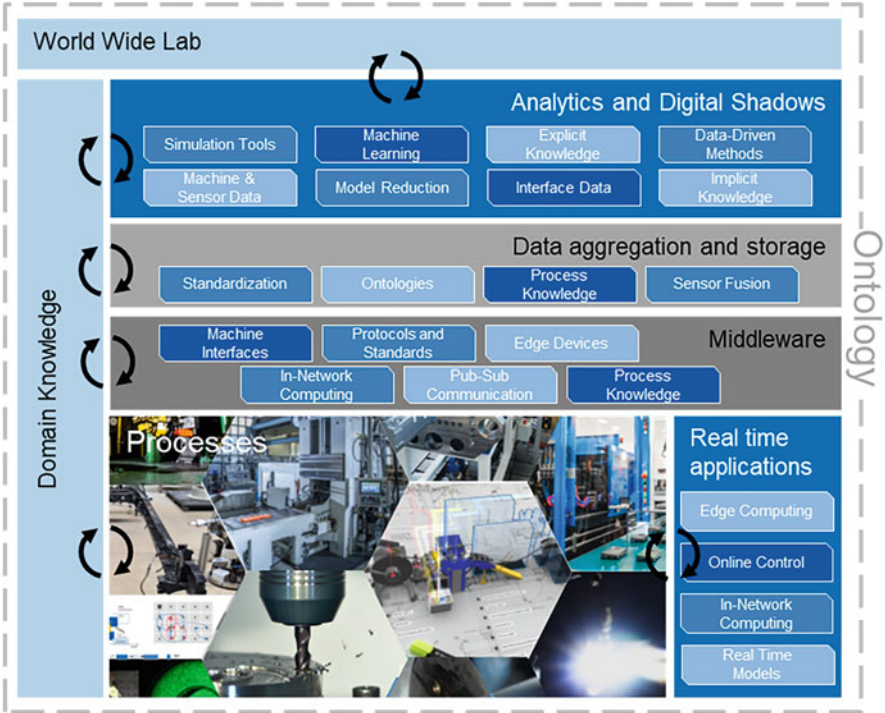 World Wide Lab
Analytics and Digital Shadows
Simulation Tools
Machine
Learning
Explicit
Knowledge
Data-Driven
Methods
Machine &
Sensor Data
Model Reduction
Interface Data
Implicit
Knowledge
Data aggregation and storage
Standardization
Ontologies
Process
Knowledge
Sensor Fusion
Middleware
Machine
Interfaces
Protocols and
Standards
Edge Devices
In-Network
Computing
Pub-Sub
Communication
Process
Knowledge
Domain Knowledge
Processes
Real time
applications
Edge Computing
Online Control
In-Network
Computing
Real Time
Models
Ontology